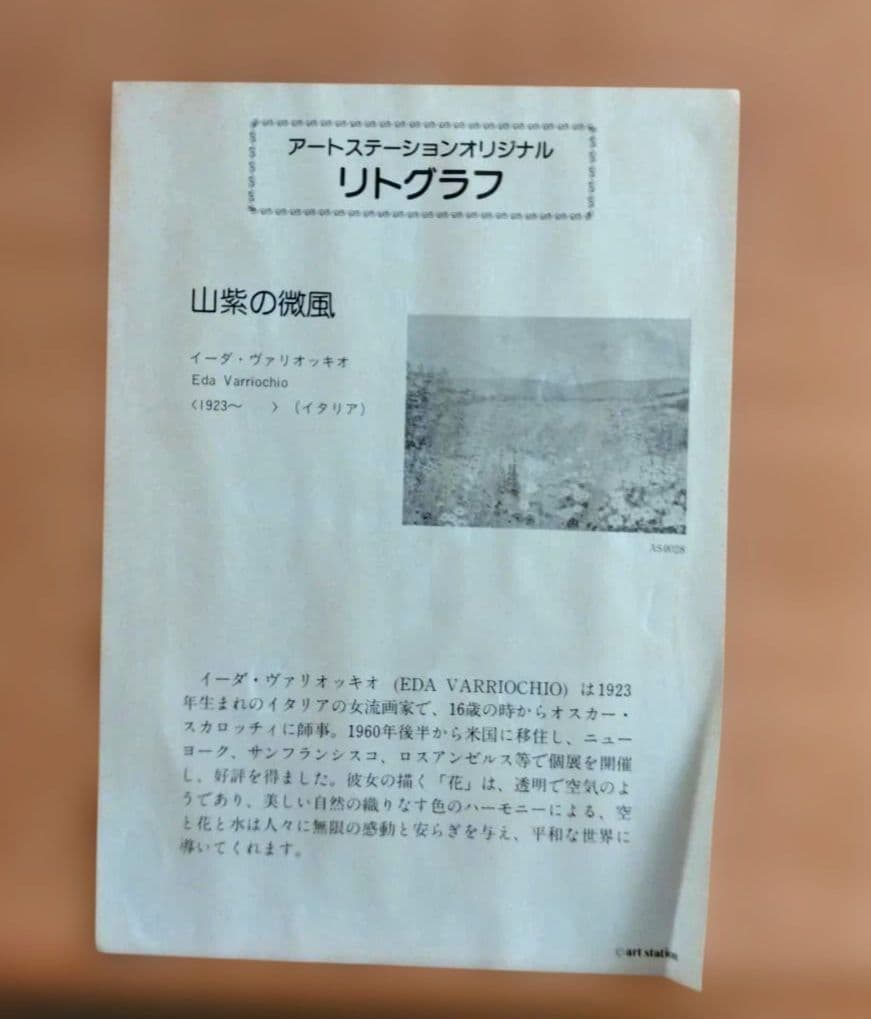 アートステーションオリジナル
リトグラフ
山紫の微風
イーダ・ヴァリオッキオ
Eda Varriochio
〈1923〜　　〉（イタリア）
AS0028
イーダ・ヴァリオッキオ (EDA VARRIOCHIO) は1923
年生まれのイタリアの女流画家で、16歳の時からオスカー・
スカロッチィに師事。1960年後半から米国に移住し、ニュー
ヨーク、サンフランシスコ、ロスアンゼルス等で個展を開催
し、好評を得ました。彼女の描く「花」は、透明で空気のよ
うであり、美しい自然の織りなす色のハーモニーによる、空
と花と水は人々に無限の感動と安らぎを与え、平和な世界に
導いてくれます。
©art station